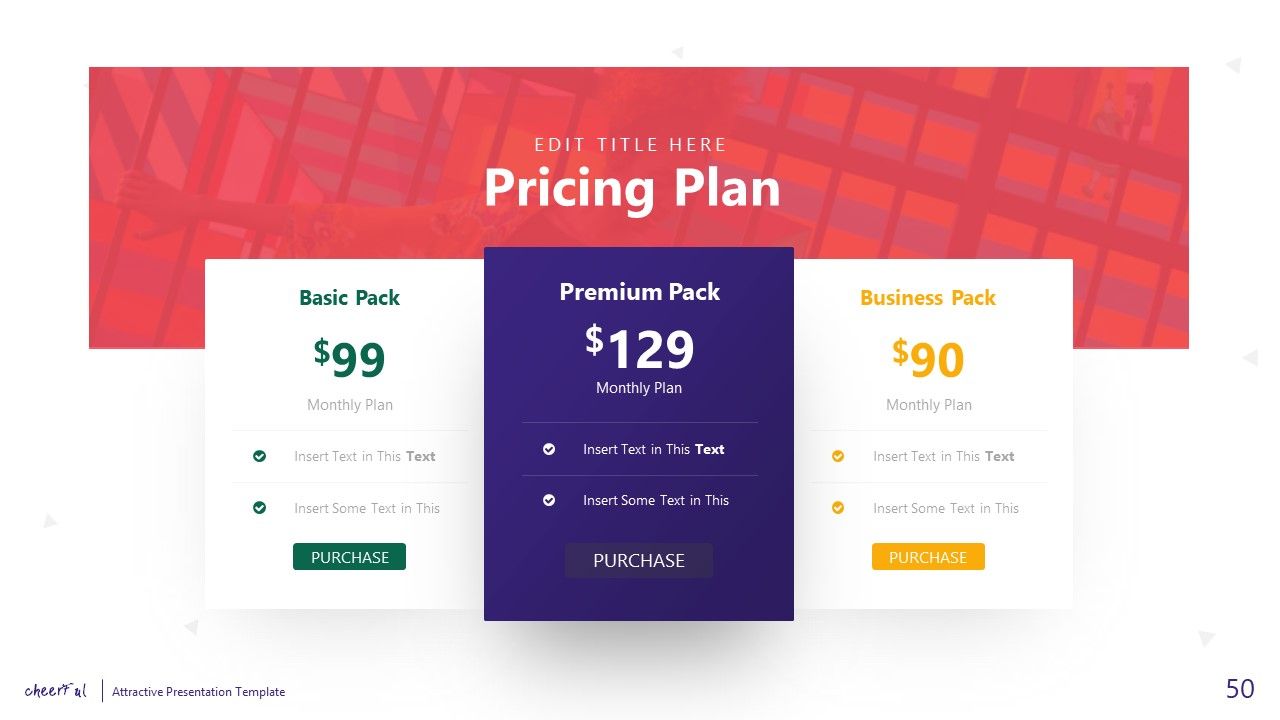 EDIT TITLE HERE
Pricing Plan
Basic Pack
$99
Monthly Plan
Insert Text in This Text
Insert Some Text in This
PURCHASE
Premium Pack
$129
Monthly Plan
Insert Text in This Text
Insert Some Text in This
PURCHASE
Business Pack
$90
Monthly Plan
Insert Text in This Text
Insert Some Text in This
PURCHASE
cheerful
Attractive Presentation Template
50